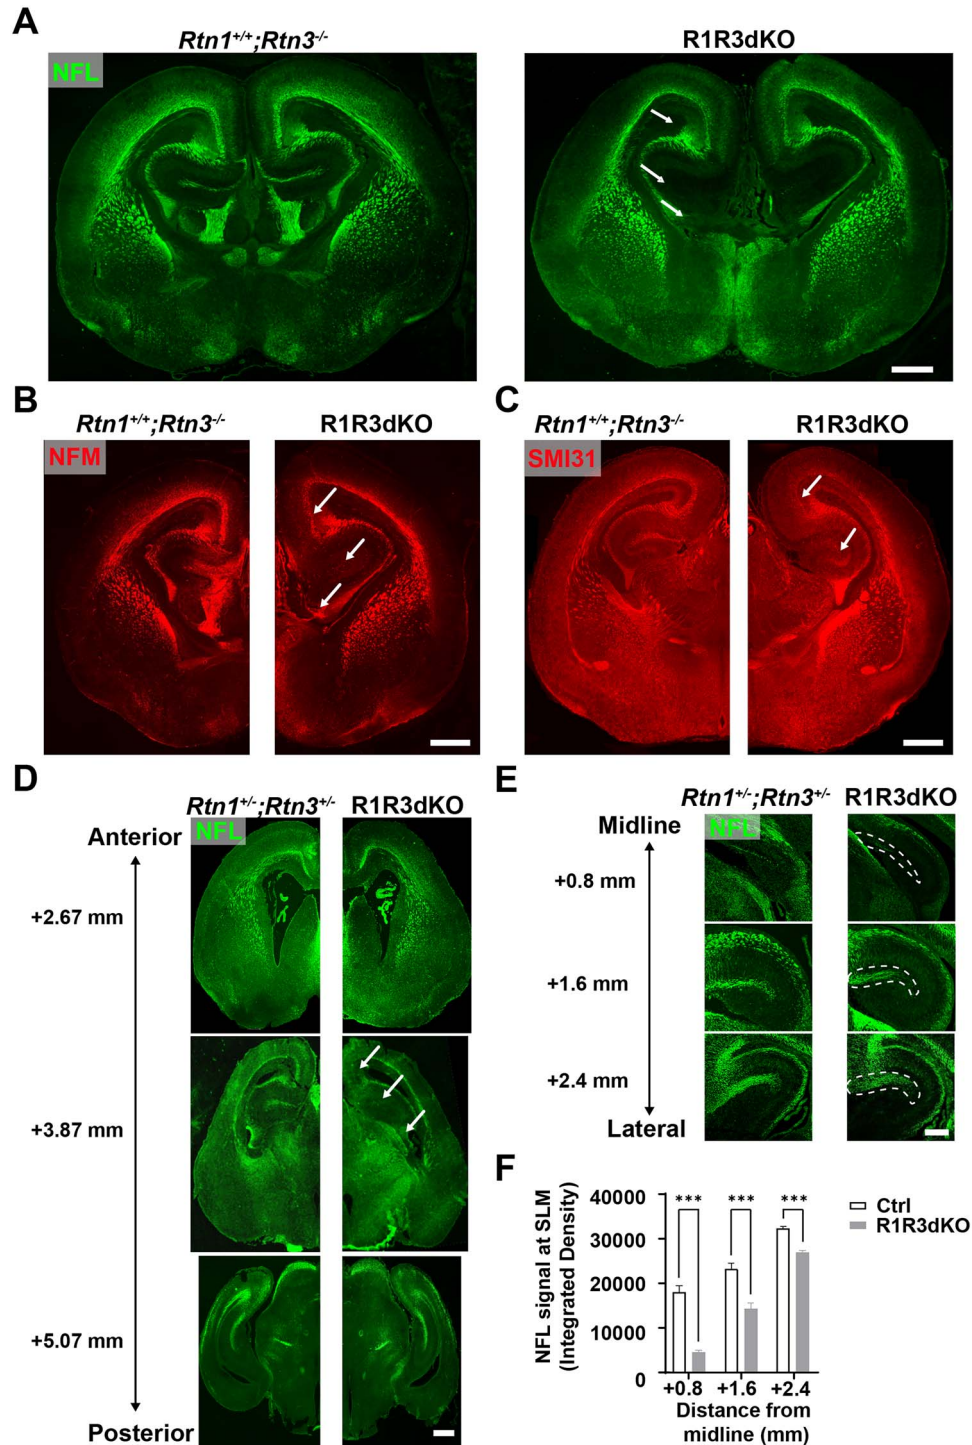 A
Rtn1+/+;Rtn3-/-
R1R3dKO
NFL
B
Rtn1+/+;Rtn3-/-
R1R3dKO
NFM
C
Rtn1+/+;Rtn3-/-
R1R3dKO
SMI31
D
Rtn1+/-;Rtn3+/-
R1R3dKO
NFL
Anterior
+2.67 mm
+3.87 mm
+5.07 mm
Posterior
E
Rtn1+/-;Rtn3+/-
R1R3dKO
Midline
NFL
+0.8 mm
+1.6 mm
+2.4 mm
Lateral
F
NFL signal at SLM
(Integrated Density)
40000
30000
20000
10000
0
*** *** ***
Ctrl
R1R3dKO
+0.8 +1.6 +2.4
Distance from
midline (mm)